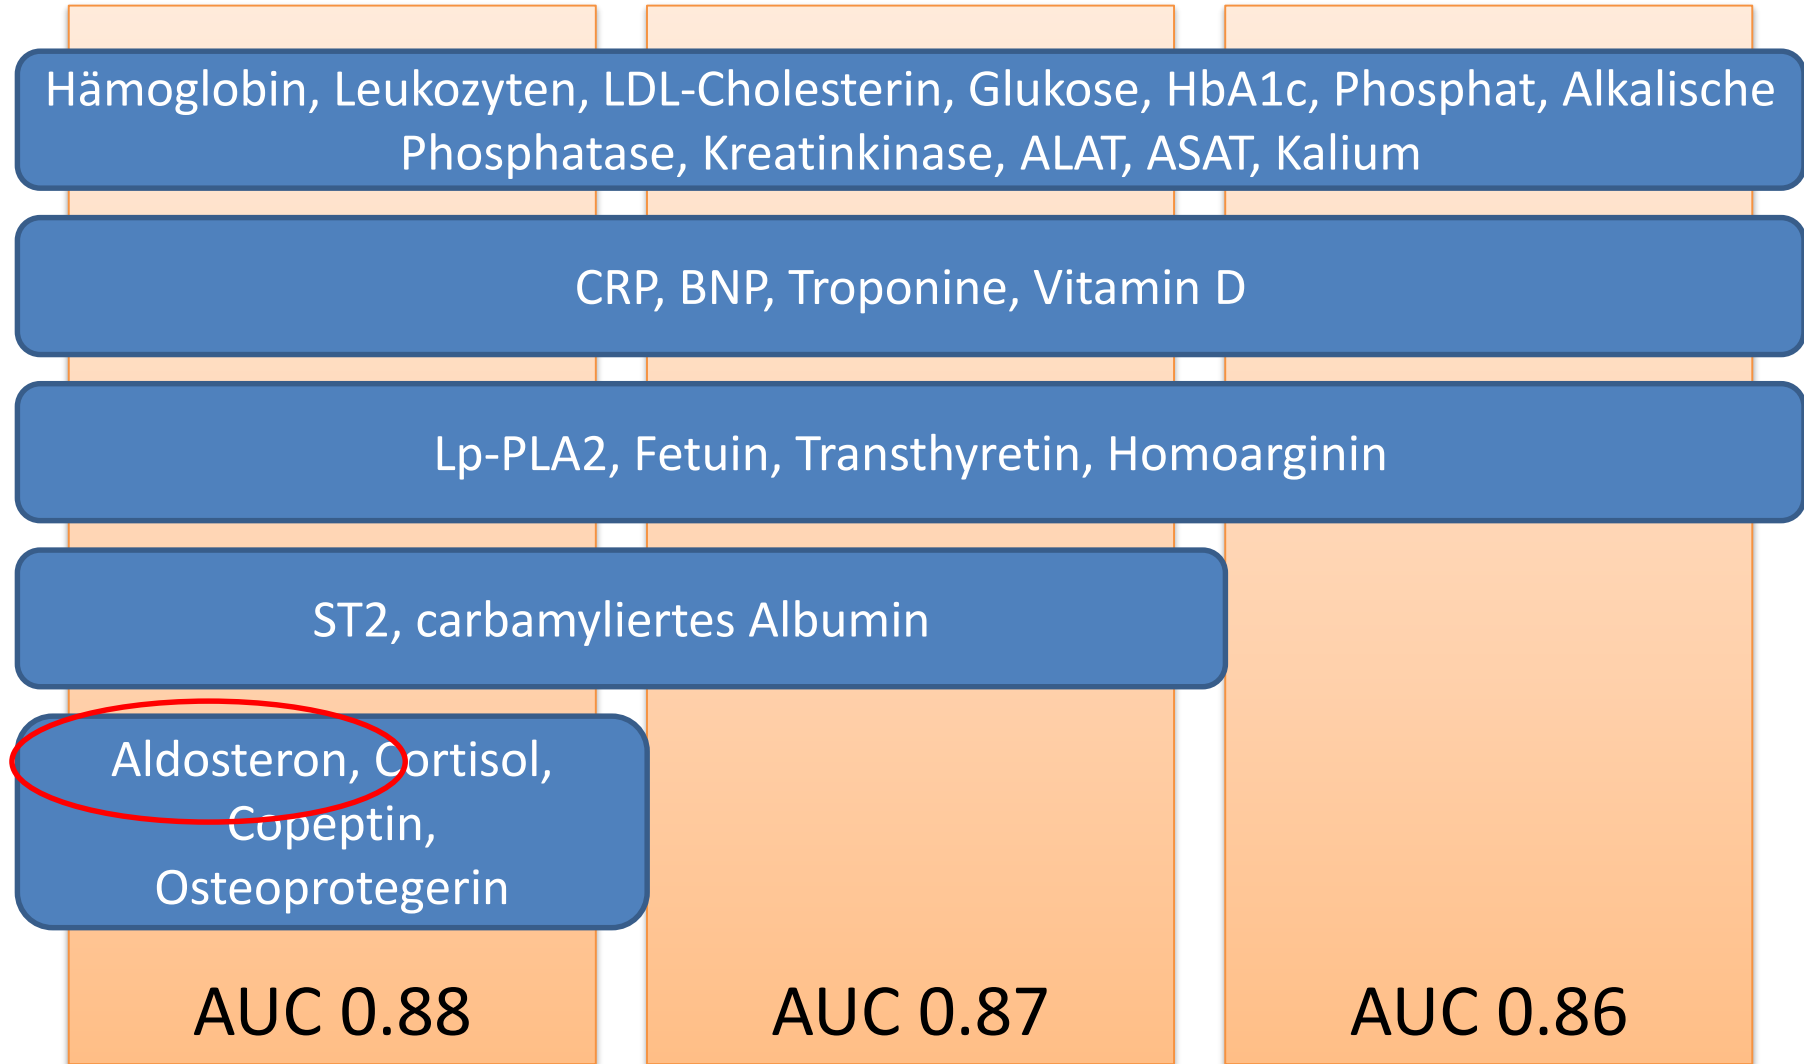 Hämoglobin, Leukozyten, LDL-Cholesterin, Glukose, HbA1c, Phosphat, Alkalische
Phosphatase, Kreatinkinase, ALAT, ASAT, Kalium
CRP, BNP, Troponine, Vitamin D
Lp-PLA2, Fetuin, Transthyretin, Homoarginin
ST2, carbamyliertes Albumin
Aldosteron, Cortisol,
Copeptin,
Osteoprotegerin
AUC 0.88
AUC 0.87
AUC 0.86